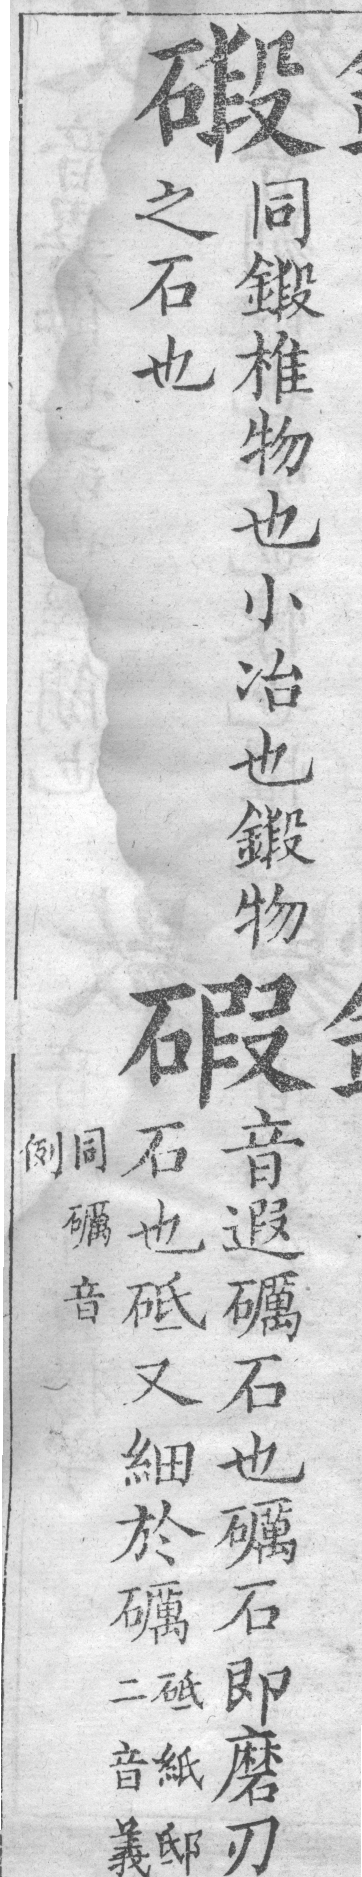 碫
同鍛椎物也小冶也鍛物
之石也
碬
音遐礪石也礪石即磨刃
石也砥又細於礪
砥紙邸
二音義
同礪音
例